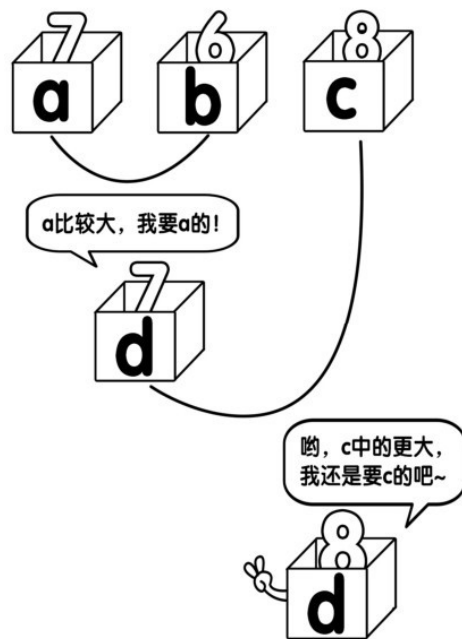 7 6 8
a b c
a比较大，我要a的！
7
d
哟，c中的更大，
我还是要c的吧~
8
d